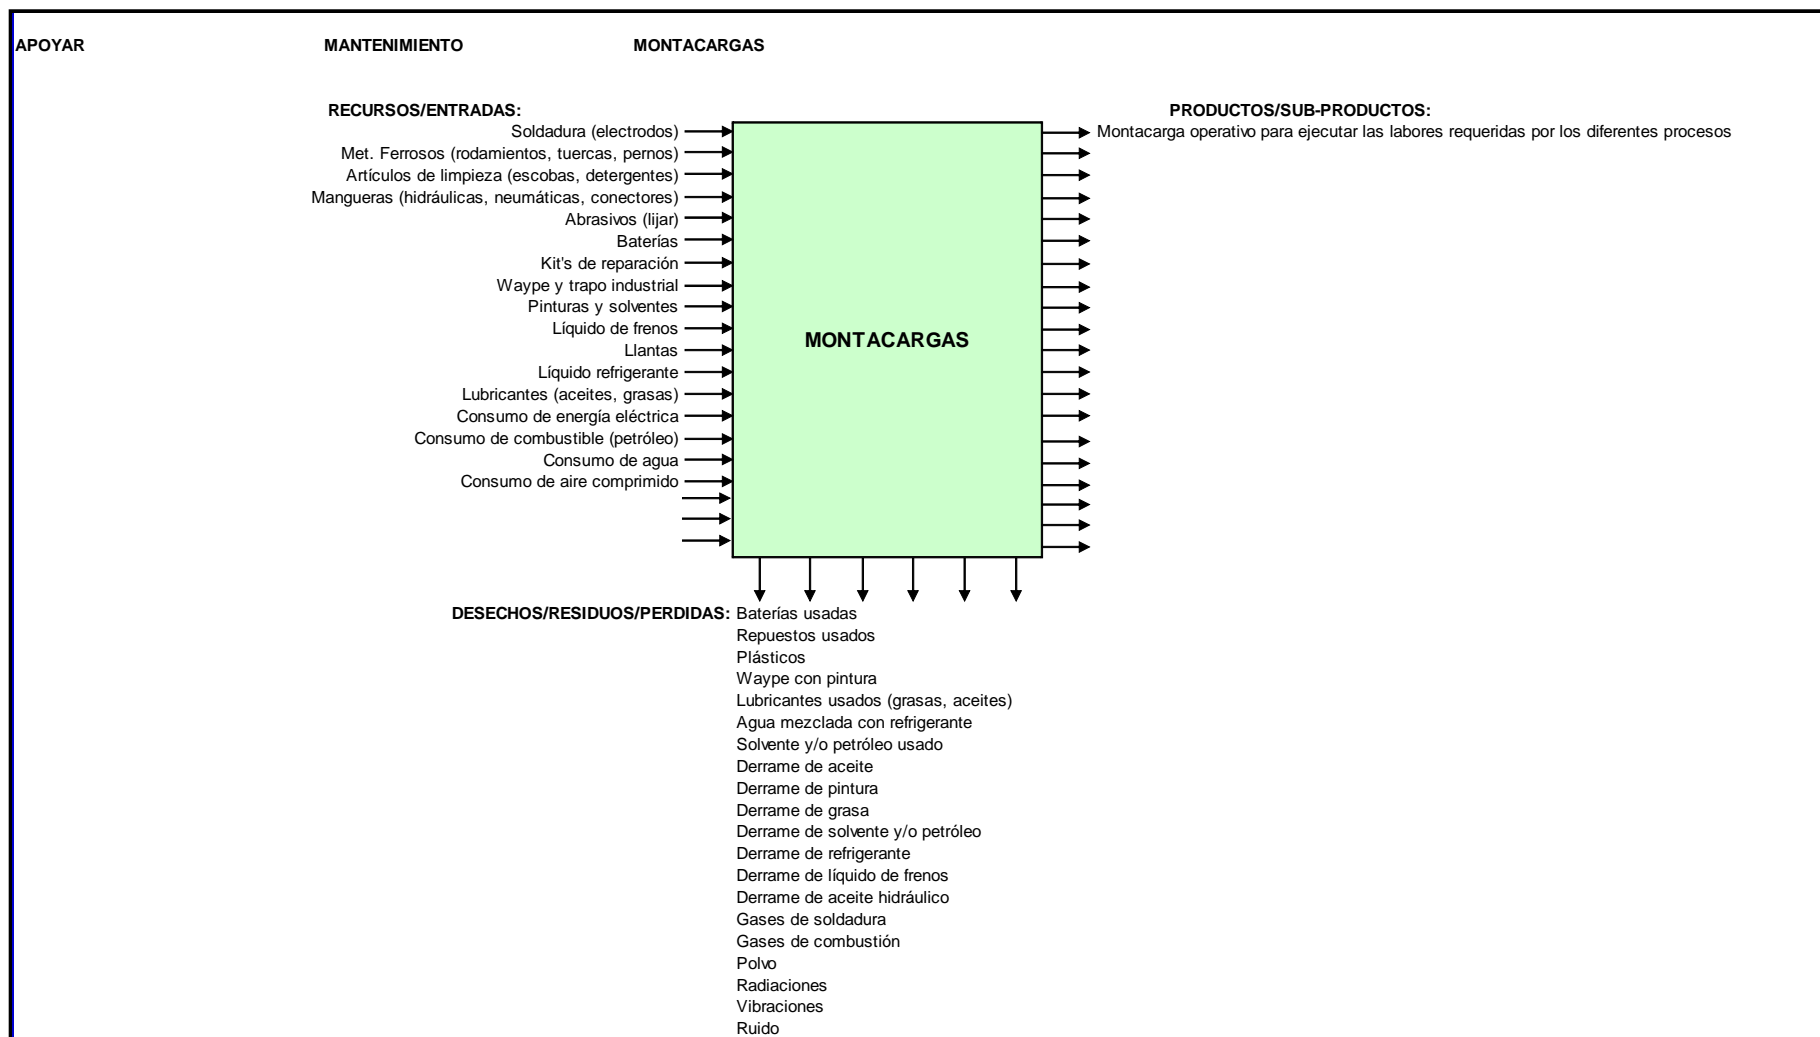 APOYAR MANTENIMIENTO MONTACARGAS
RECURSOS/ENTRADAS:
Soldadura (electrodos)
Met. Ferrosos (rodamientos, tuercas, pernos)
Artículos de limpieza (escobas, detergentes)
Mangueras (hidráulicas, neumáticas, conectores)
Abrasivos (lijar)
Baterías
Kit's de reparación
Waype y trapo industrial
Pinturas y solventes
Líquido de frenos
Llantas
Líquido refrigerante
Lubricantes (aceites, grasas)
Consumo de energía eléctrica
Consumo de combustible (petróleo)
Consumo de agua
Consumo de aire comprimido
MONTACARGAS
PRODUCTOS/SUB-PRODUCTOS:
Montacarga operativo para ejecutar las labores requeridas por los diferentes procesos
DESECHOS/RESIDUOS/PERDIDAS:
Baterías usadas
Repuestos usados
Plásticos
Waype con pintura
Lubricantes usados (grasas, aceites)
Agua mezclada con refrigerante
Solvente y/o petróleo usado
Derrame de aceite
Derrame de pintura
Derrame de grasa
Derrame de solvente y/o petróleo
Derrame de refrigerante
Derrame de líquido de frenos
Derrame de aceite hidráulico
Gases de soldadura
Gases de combustión
Polvo
Radiaciones
Vibraciones
Ruido